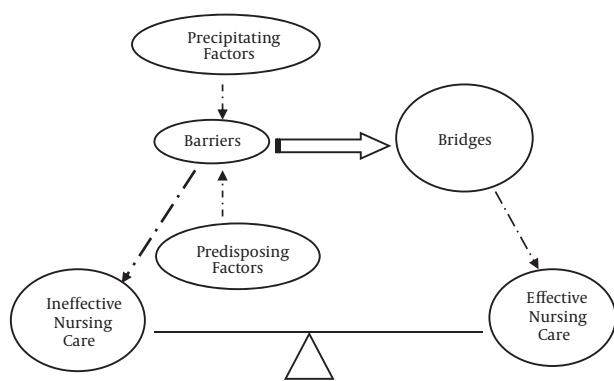 Precipitating
Factors
Barriers
Bridges
Predisposing
Factors
Ineffective
Nursing
Care
Effective
Nursing
Care